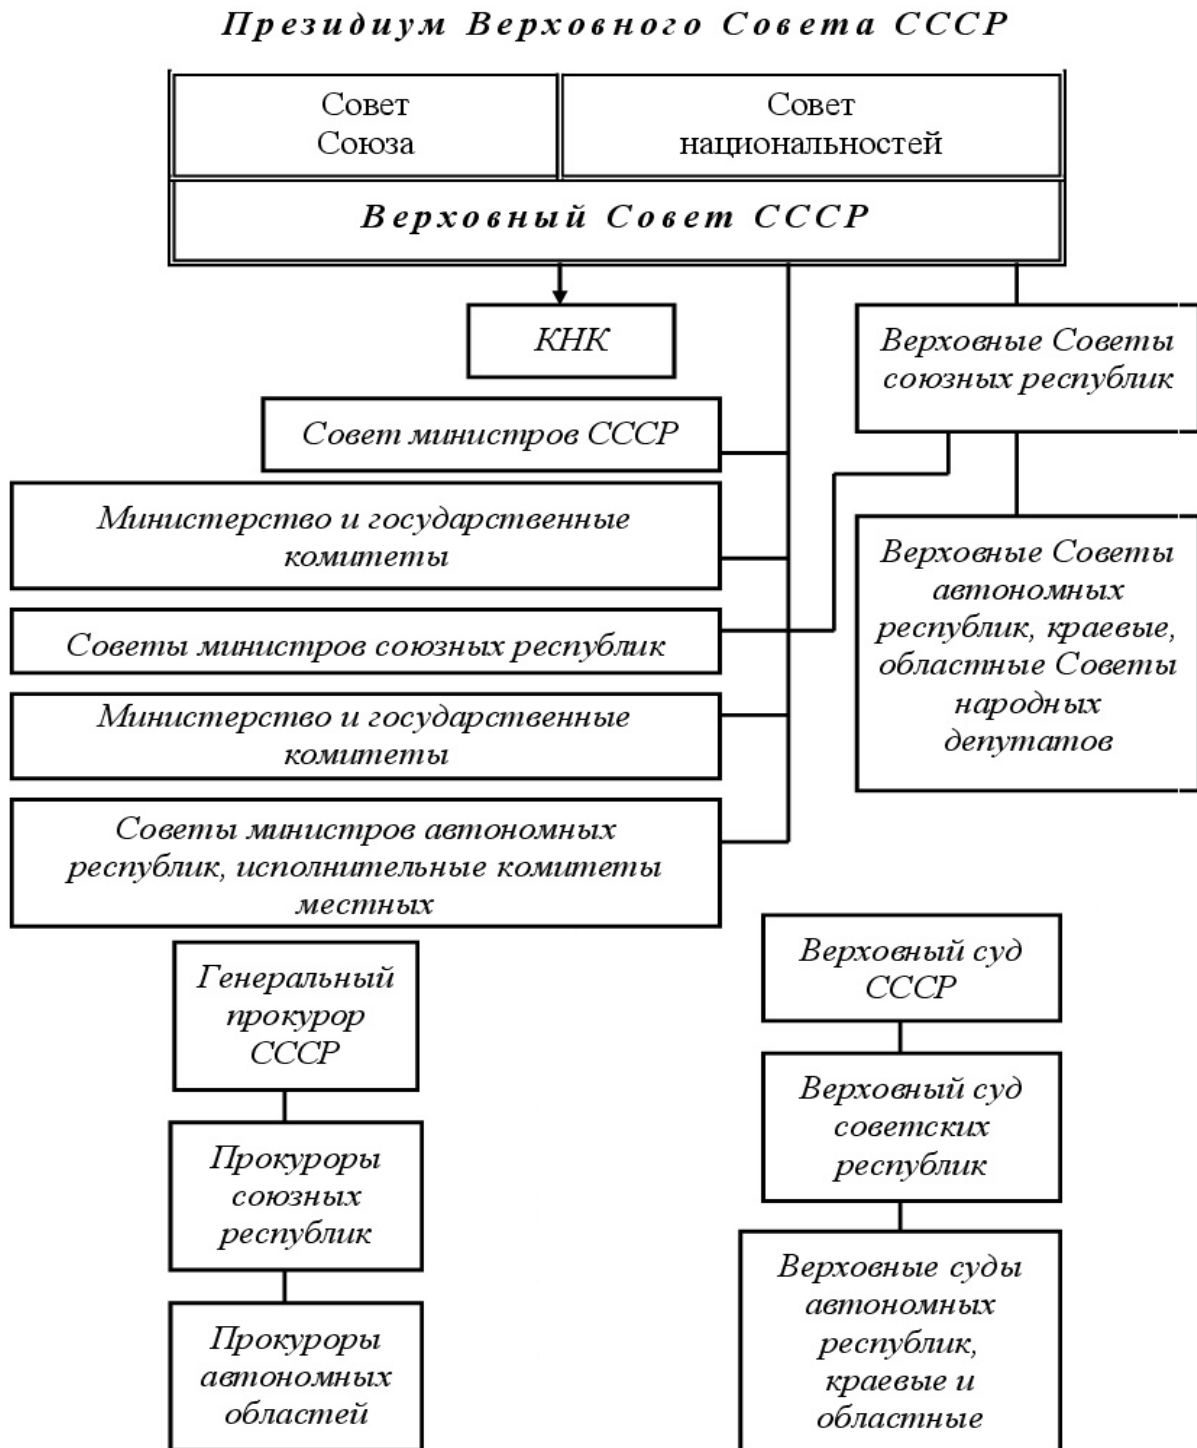 Президиум Верховного Совета СССР
Совет
Союза
Совет
национальностей
Верховный Совет СССР
КНК
Верховные Советы
союзных республик
Совет министров СССР
Министерство и государственные
комитеты
Советы министров союзных республик
Министерство и государственные
комитеты
Советы министров автономных
республик, исполнительные комитеты
местных
Верховные Советы
автономных
республик, краевые,
областные Советы
народных
депутатов
Генеральный
прокурор
СССР
Прокуроры
союзных
республик
Прокуроры
автономных
областей
Верховный суд
СССР
Верховный суд
советских
республик
Верховные суды
автономных
республик,
краевые и
областные